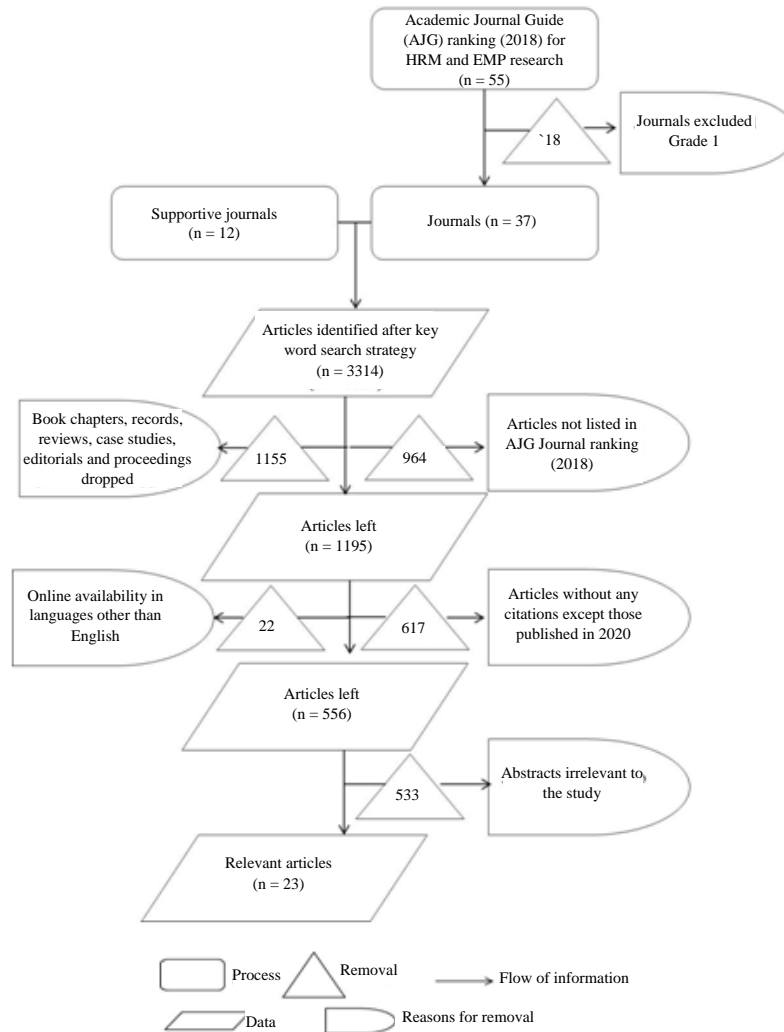 Academic Journal Guide
(AJG) ranking (2018) for
HRM and EMP research
(n = 55)
`18
Journals excluded
Grade 1
Supportive journals
(n = 12)
Journals (n = 37)
Articles identified after key
word search strategy
(n = 3314)
Book chapters, records,
reviews, case studies,
editorials and proceedings
dropped
1155
964
Articles not listed in
AJG Journal ranking
(2018)
Articles left
(n = 1195)
Online availability in
languages other than
English
22
617
Articles without any
citations except those
published in 2020
Articles left
(n = 556)
533
Abstracts irrelevant to
the study
Relevant articles
(n = 23)
Process
Removal
Flow of information
Data
Reasons for removal